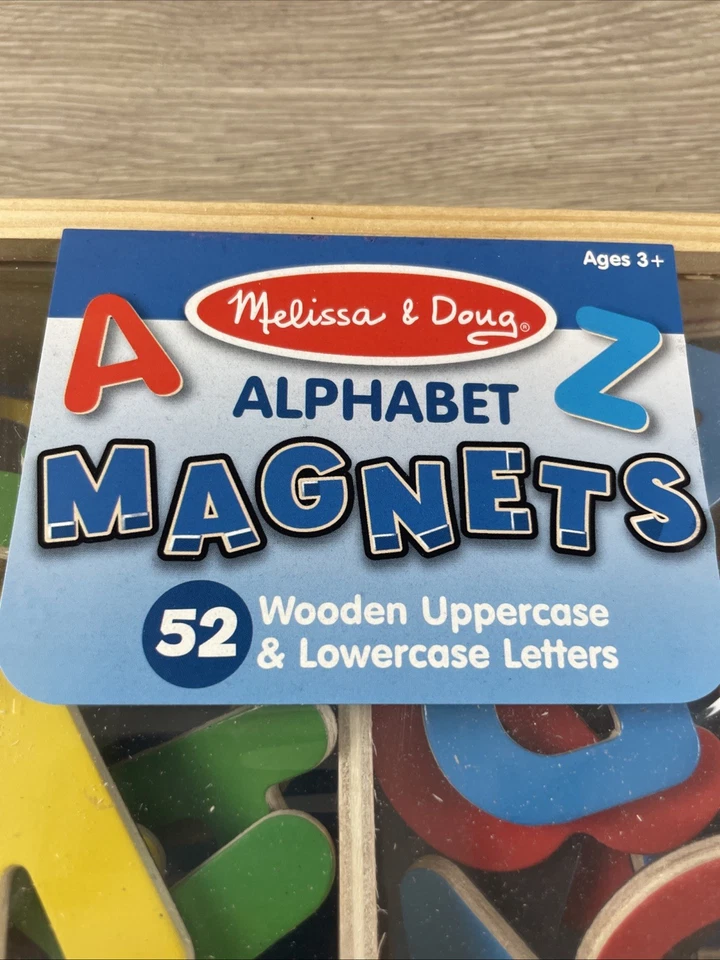 Ages 3+
Melissa & Doug®
A
Z
ALPHABET
MAGNETS
52 Wooden Uppercase
& Lowercase Letters